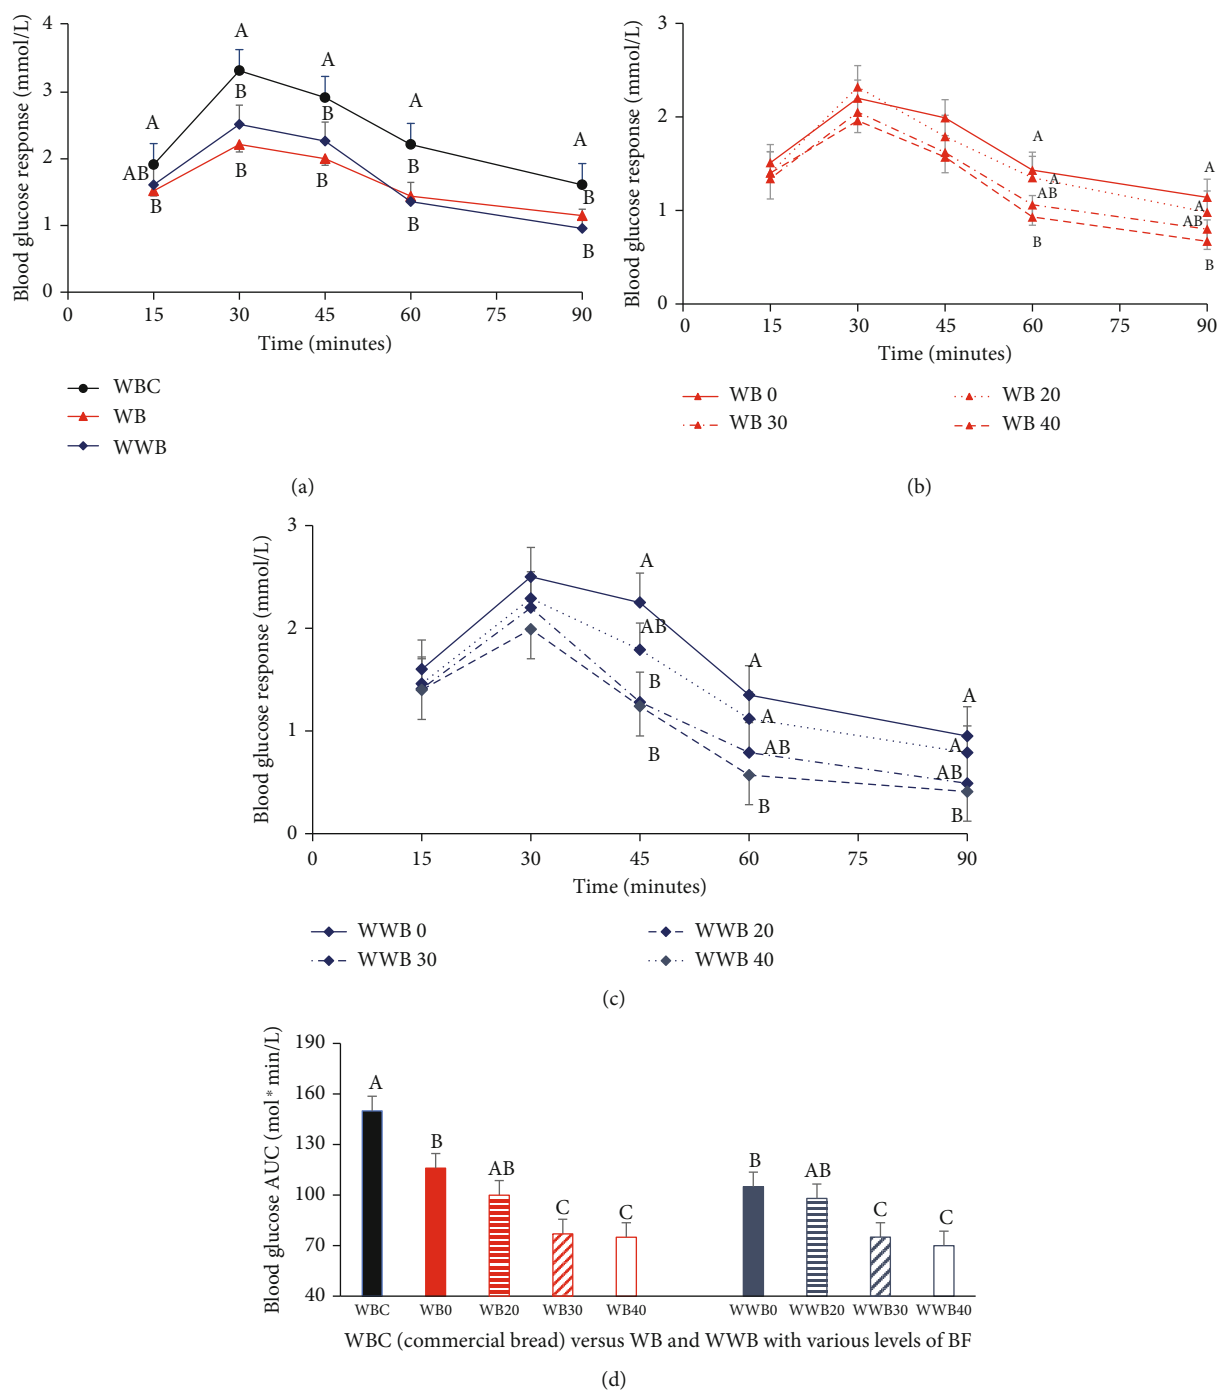 Blood glucose response (mmol/L)
4
3
2
1
0
A
A
A
A
A
B
B
AB
B
B
B
B
B
B
B
0
15
30
45
60
75
90
Time (minutes)
WBC
WB
WWB
(a)
Blood glucose response (mmol/L)
3
2
1
0
A
A
A
AB
A
AB
B
B
0
15
30
45
60
75
90
Time (minutes)
WB 0
WB 20
WB 30
WB 40
(b)
Blood glucose response (mmol/L)
3
2
1
0
A
AB
B
A
A
A
A
B
AB
AB
B
B
0
15
30
45
60
75
90
Time (minutes)
WWB 0
WWB 20
WWB 30
WWB 40
(c)
Blood glucose AUC (mol*min/L)
190
160
130
100
70
40
A
B
AB
C
C
B
AB
C
C
WBC
WB0
WB20
WB30
WB40
WWB0
WWB20
WWB30
WWB40
WBC (commercial bread) versus WB and WWB with various levels of BF
(d)